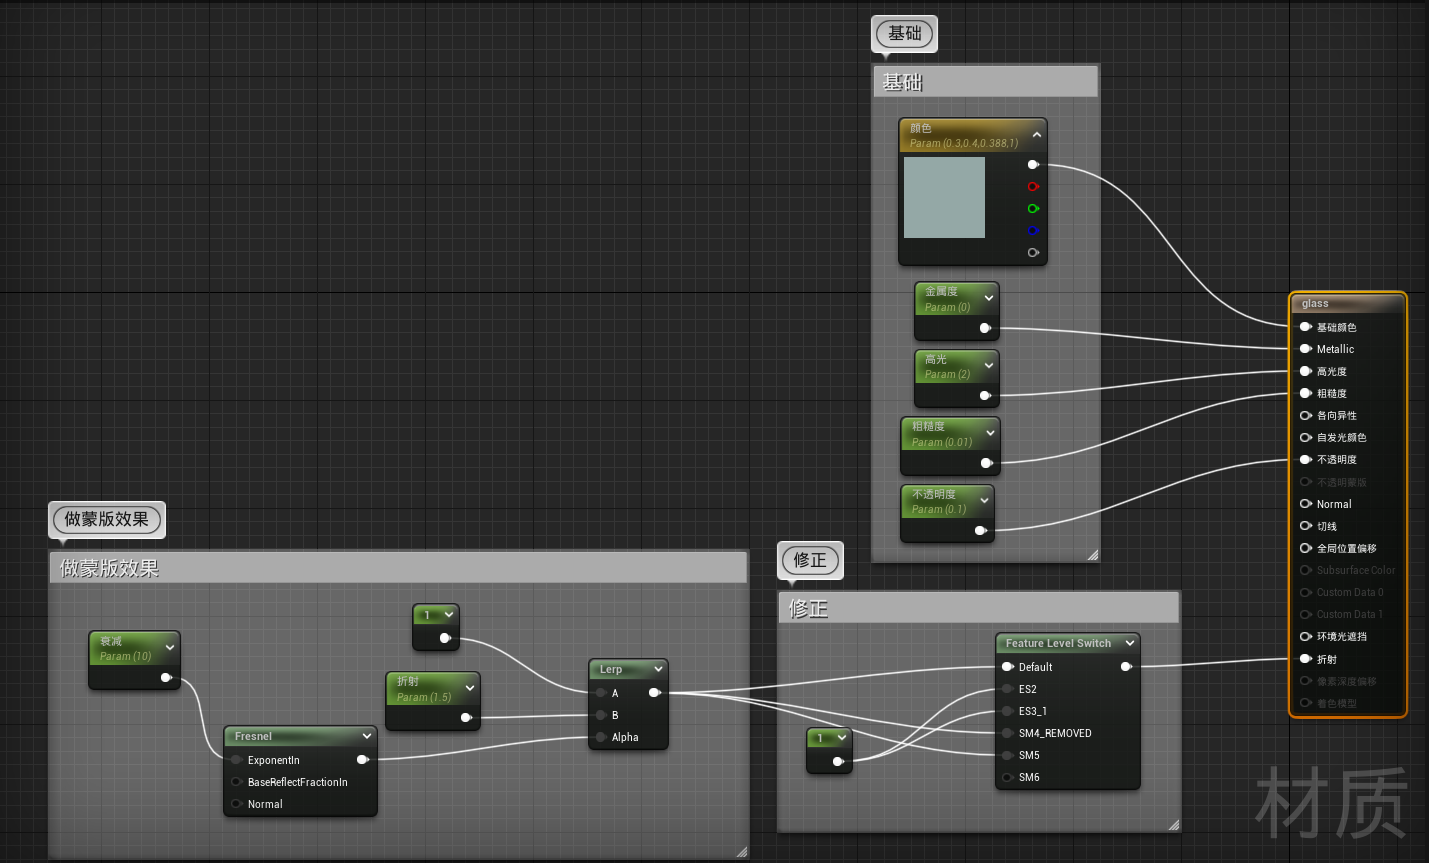 基础
基础
颜色
Param (0.3,0.4,0.388,1)
金属度
Param (0)
高光
Param (2)
粗糙度
Param (0.01)
不透明度
Param (0.1)
做蒙版效果
做蒙版效果
衰减
Param (10)
1
折射
Param (1.5)
Fresnel
ExponentIn
BaseReflectFractionIn
Normal
Lerp
A
B
Alpha
修正
修正
1
Feature Level Switch
Default
ES2
ES3_1
SM4_REMOVED
SM5
SM6
glass
基础颜色
Metallic
高光度
粗糙度
各向异性
自发光颜色
不透明度
不透明蒙版
Normal
切线
全局位置偏移
Subsurface Color
Custom Data 0
Custom Data 1
环境光遮挡
折射
像素深度偏移
着色模型
材质